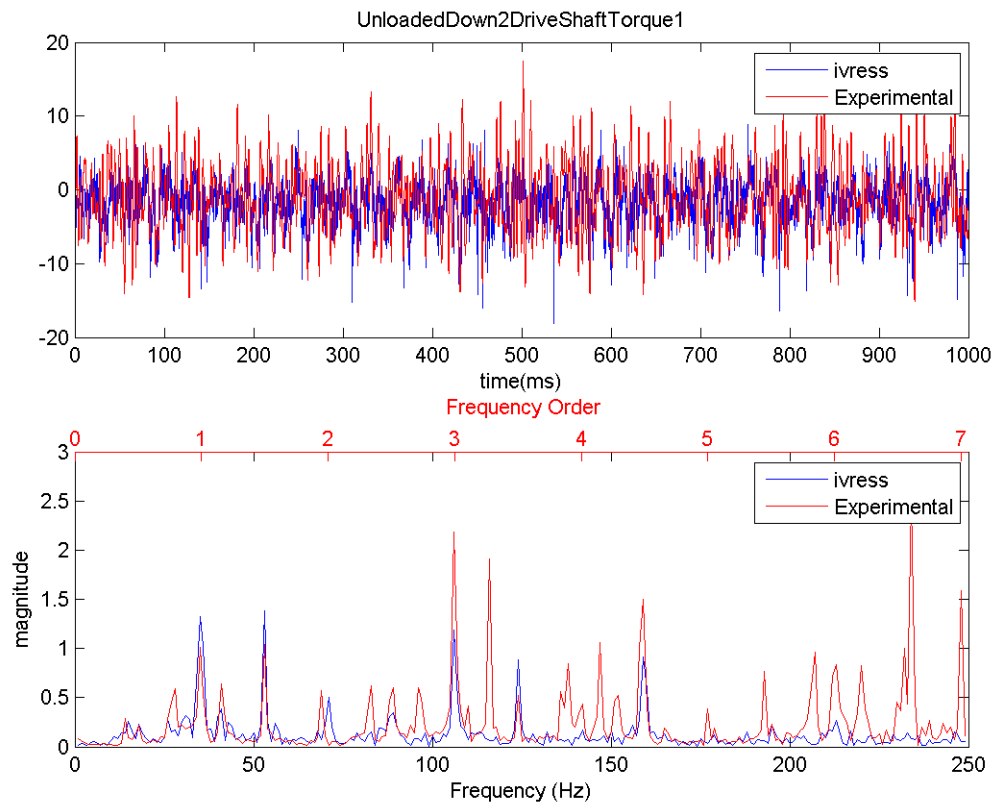 UnloadedDown2DriveShaftTorque1
20
10
0
-10
-20
ivress
Experimental
0 100 200 300 400 500 600 700 800 900 1000
time(ms)
Frequency Order
0 1 2 3 4 5 6 7
3
2.5
2
1.5
1
0.5
0
magnitude
ivress
Experimental
0 50 100 150 200 250
Frequency (Hz)